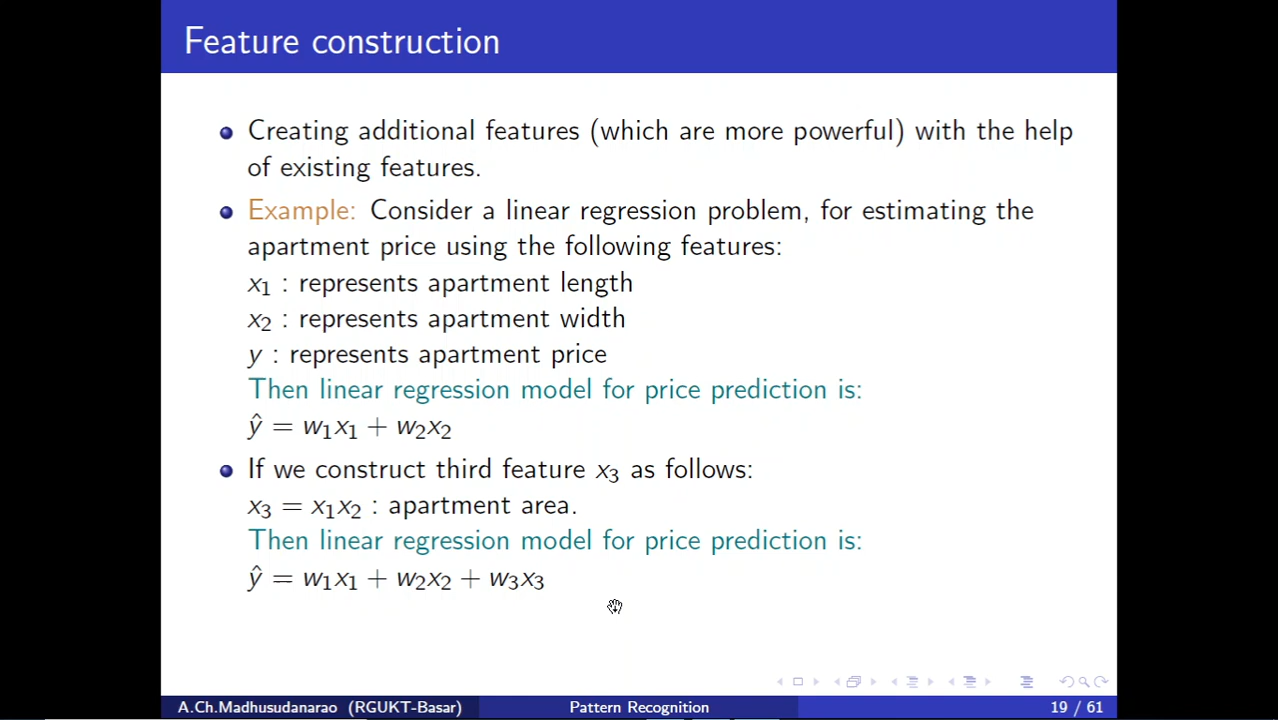 Feature construction
Creating additional features (which are more powerful) with the help
of existing features.
Example: Consider a linear regression problem, for estimating the
apartment price using the following features:
x₁ : represents apartment length
x₂ : represents apartment width
y : represents apartment price
Then linear regression model for price prediction is:
ŷ = w₁x₁ + w₂x₂
If we construct third feature x₃ as follows:
x₃ = x₁x₂ : apartment area.
Then linear regression model for price prediction is:
ŷ = w₁x₁ + w₂x₂ + w₃x₃
A.Ch.Madhusudanarao (RGUKT-Basar) Pattern Recognition 19 / 61